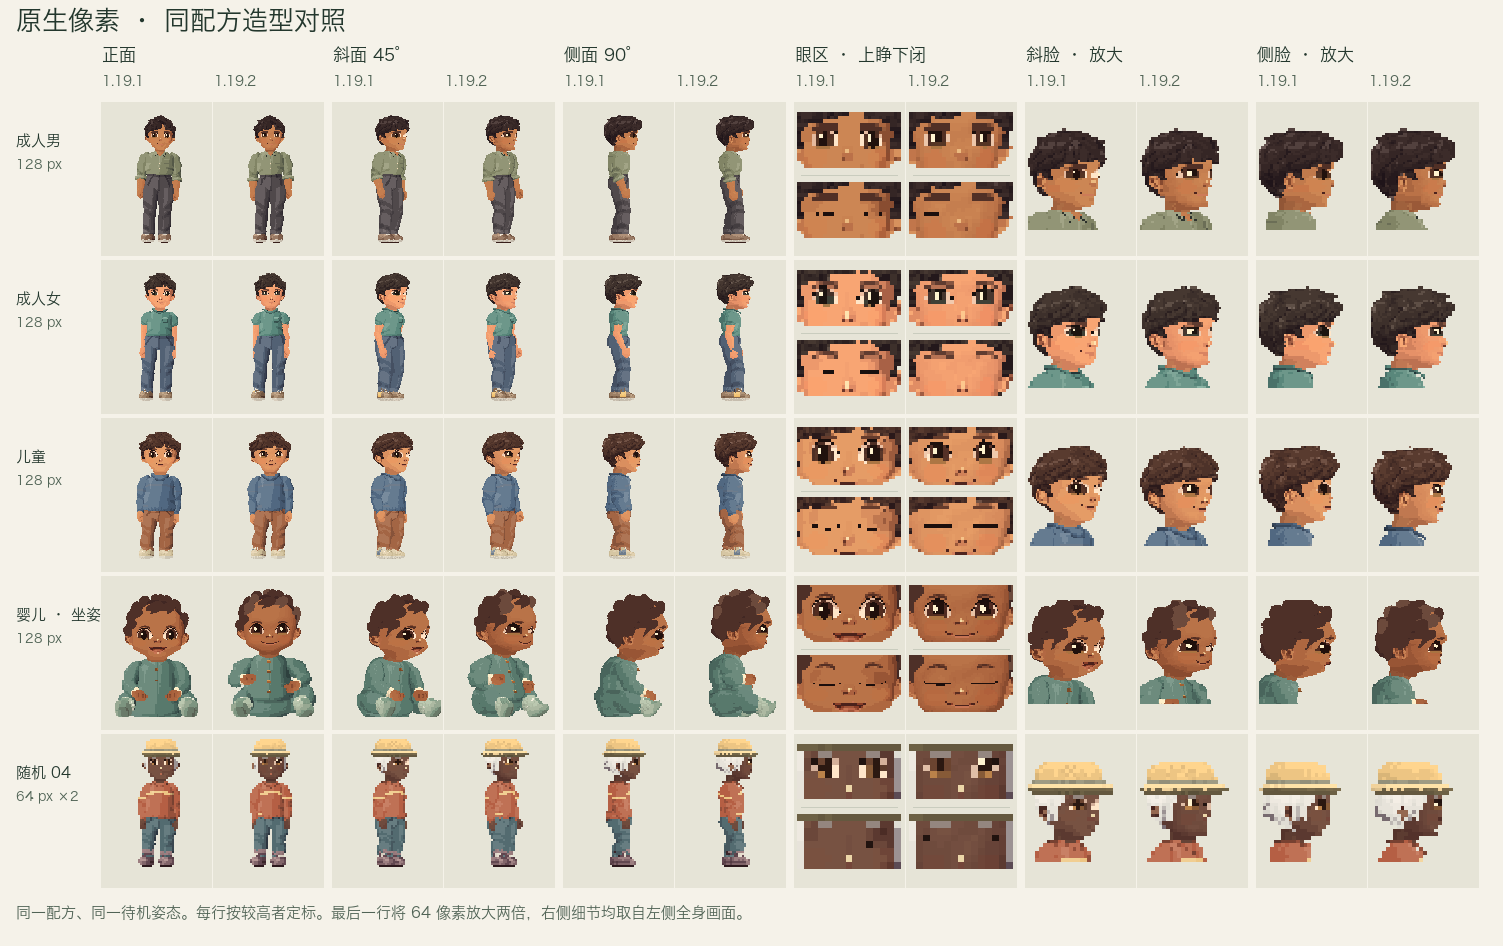 原生像素 · 同配方造型对照
正面 斜面 45° 侧面 90° 眼区 · 上睁下闭 斜脸 · 放大 侧脸 · 放大
1.19.1 1.19.2 1.19.1 1.19.2 1.19.1 1.19.2 1.19.1 1.19.2 1.19.1 1.19.2 1.19.1 1.19.2
成人男
128 px
成人女
128 px
儿童
128 px
婴儿 · 坐姿
128 px
随机 04
64 px ×2
同一配方、同一待机姿态。每行按较高者定标。最后一行将 64 像素放大两倍，右侧细节均取自左侧全身画面。